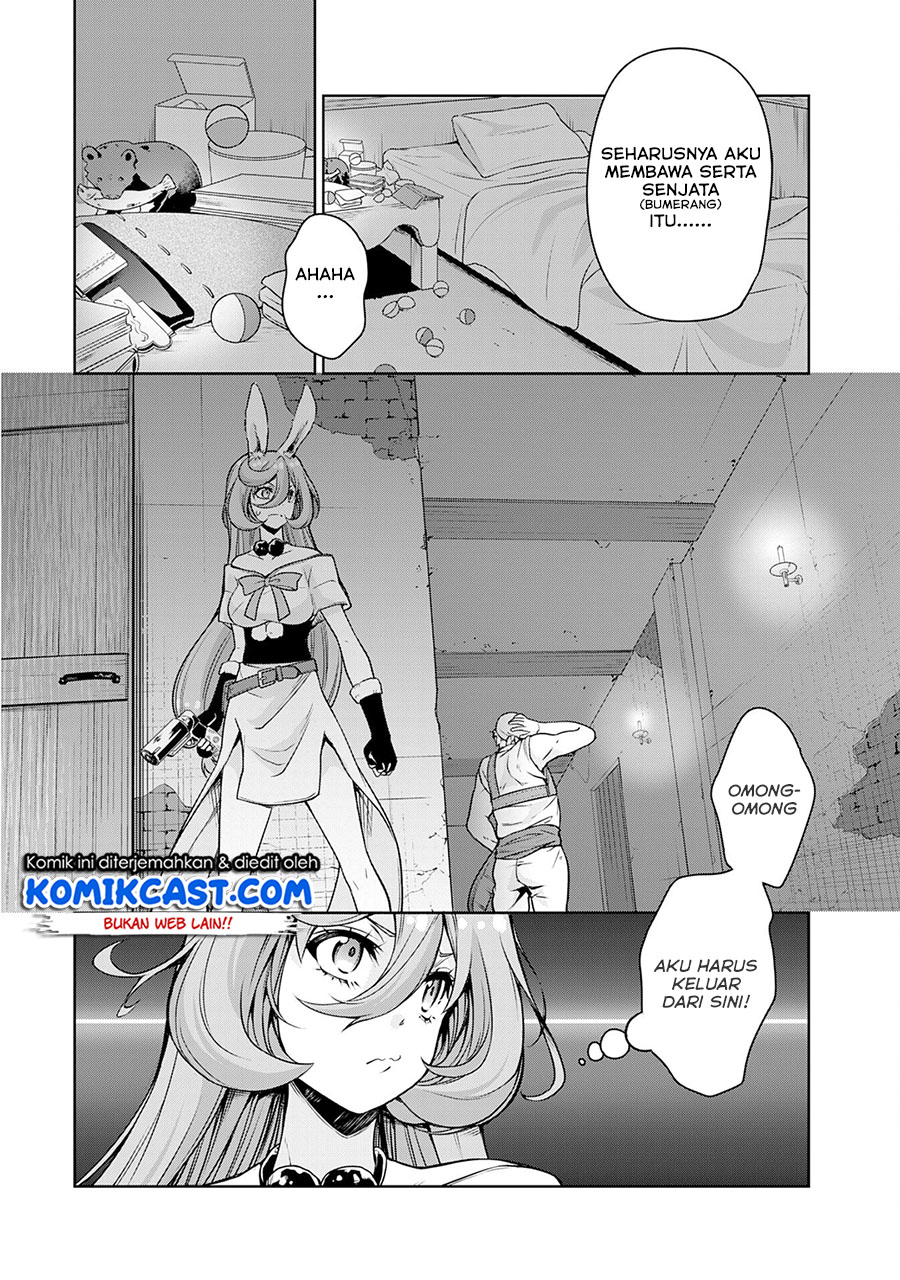 SEHARUSNYA AKU
MEMBAWA SERTA
SENJATA
(BUMERANG)
ITU......
AHAHA
...
OMONG-
OMONG
AKU HARUS
KELUAR
DARI SINI!
Komik ini diterjemahkan & diedit oleh
KOMIKCAST.COM
BUKAN WEB LAIN!!